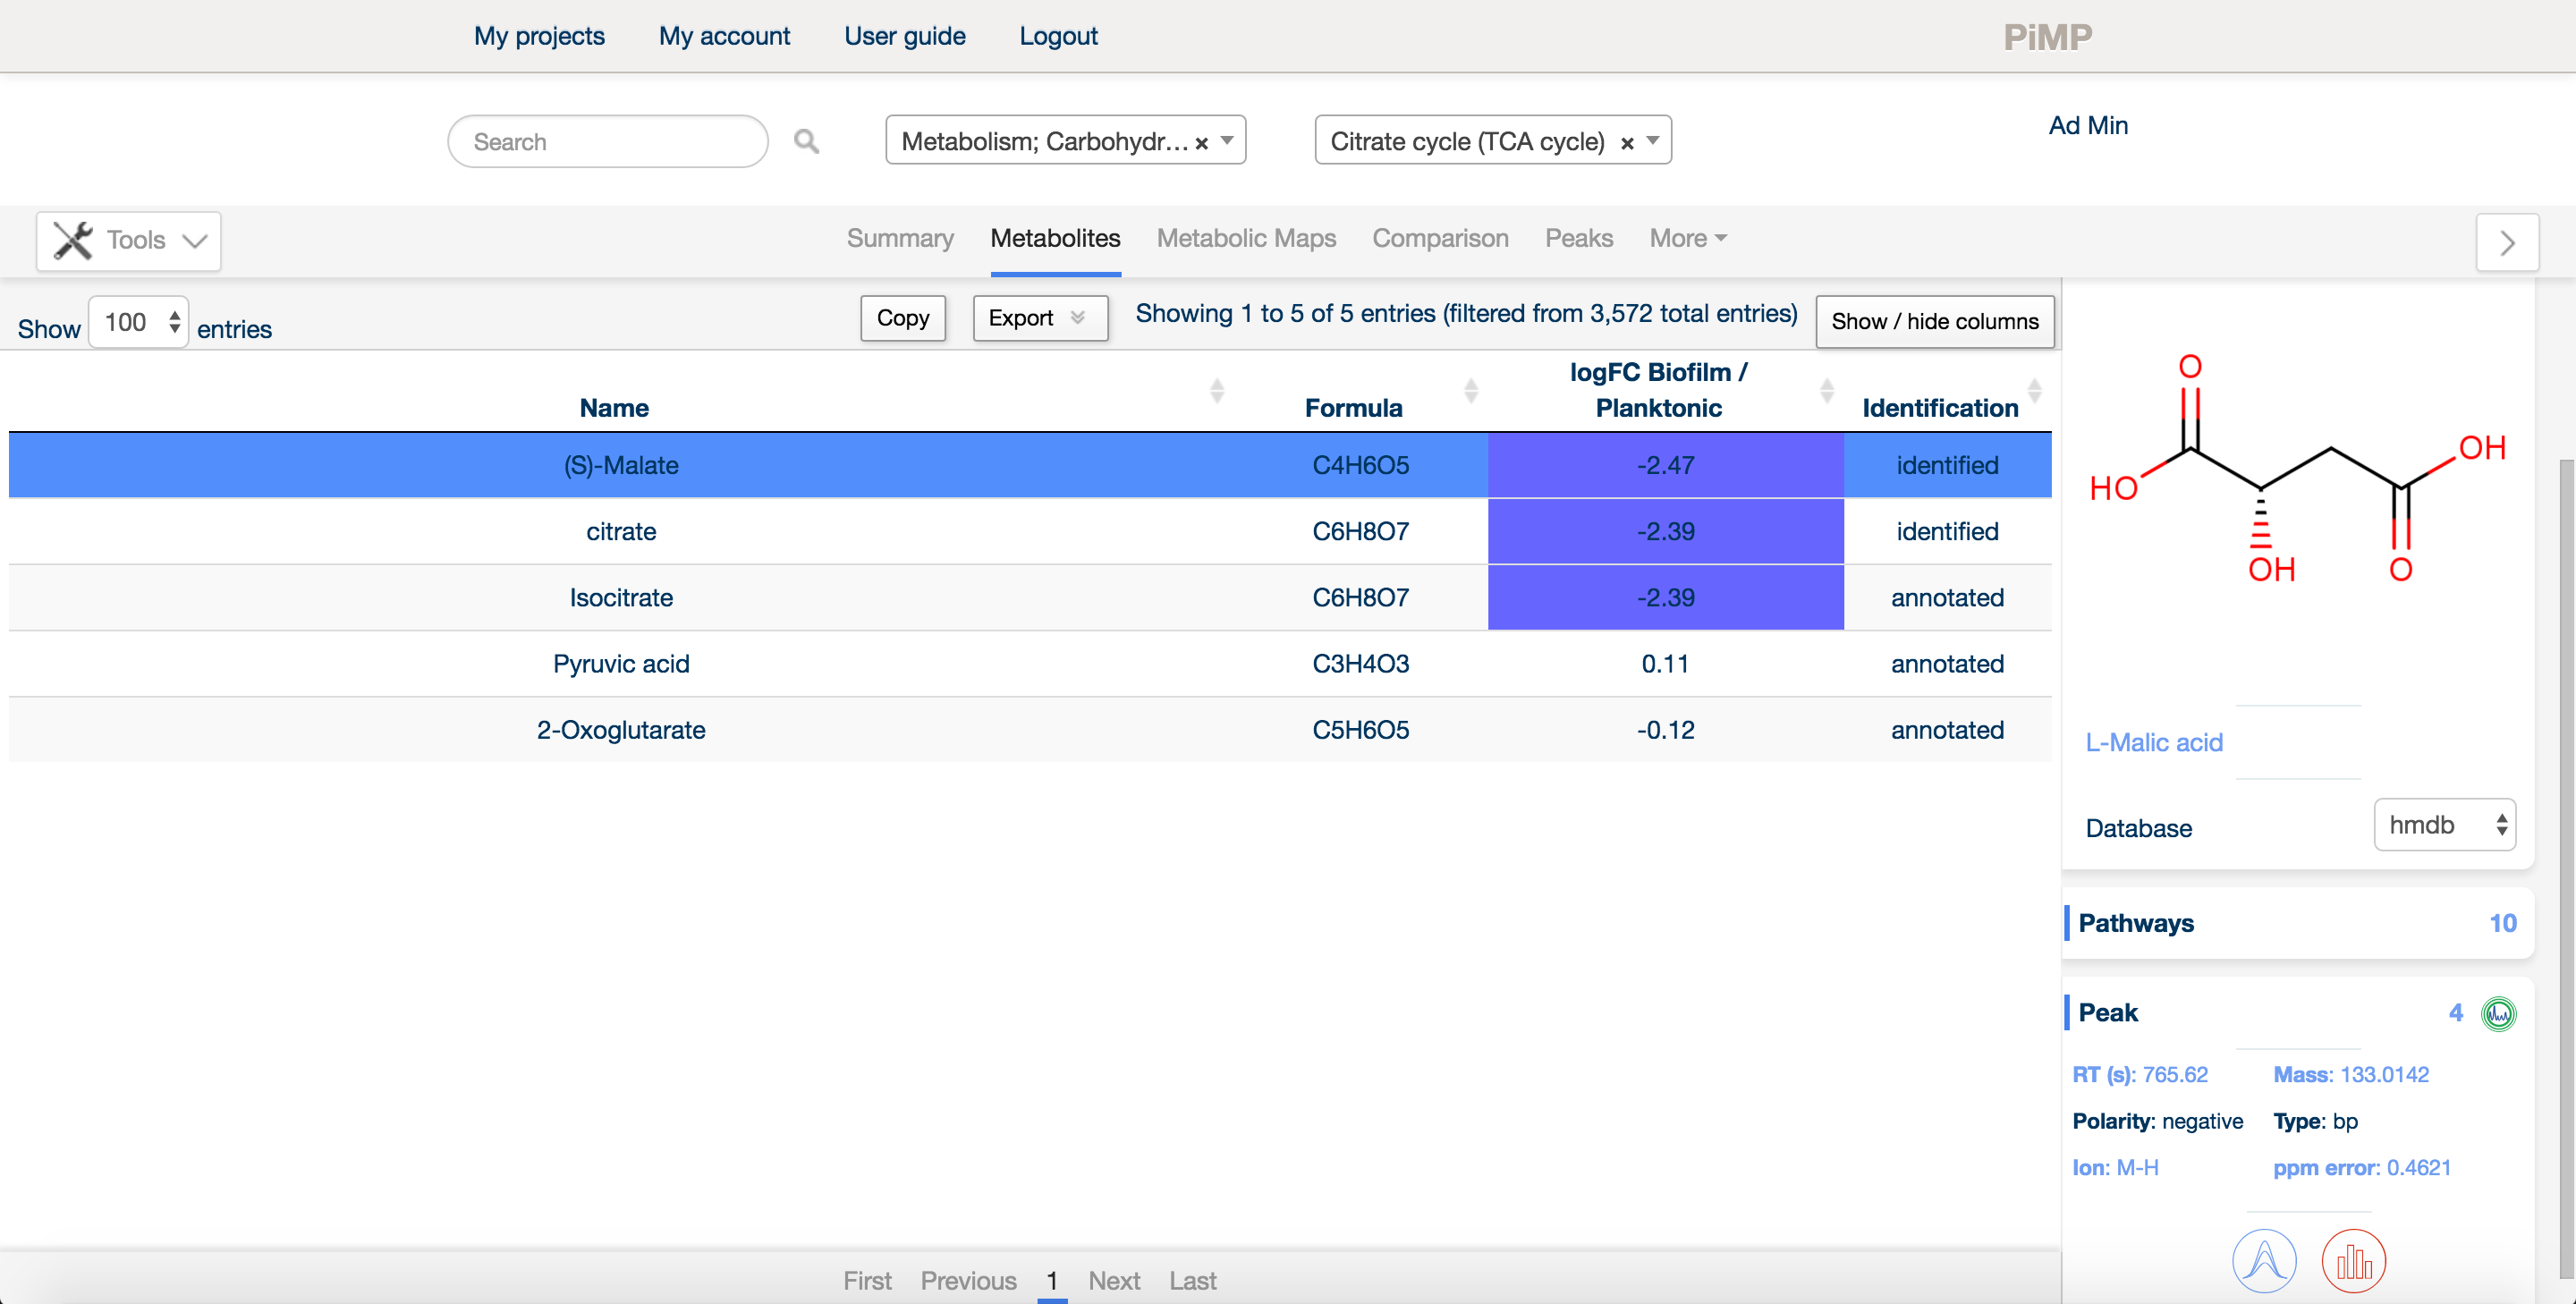 My projects My account User guide Logout PiMP
Search Metabolism; Carbohydr... × Citrate cycle (TCA cycle) × Ad Min
Tools Summary Metabolites Metabolic Maps Comparison Peaks More
Show 100 entries Copy Export Showing 1 to 5 of 5 entries (filtered from 3,572 total entries) Show / hide columns
Name Formula logFC Biofilm / Planktonic Identification
(S)-Malate C4H6O5 -2.47 identified
citrate C6H8O7 -2.39 identified
Isocitrate C6H8O7 -2.39 annotated
Pyruvic acid C3H4O3 0.11 annotated
2-Oxoglutarate C5H6O5 -0.12 annotated
First Previous 1 Next Last
O
OH
HO
OH O
L-Malic acid
Database hmdb
Pathways 10
Peak 4
RT (s): 765.62 Mass: 133.0142
Polarity: negative Type: bp
Ion: M-H ppm error: 0.4621